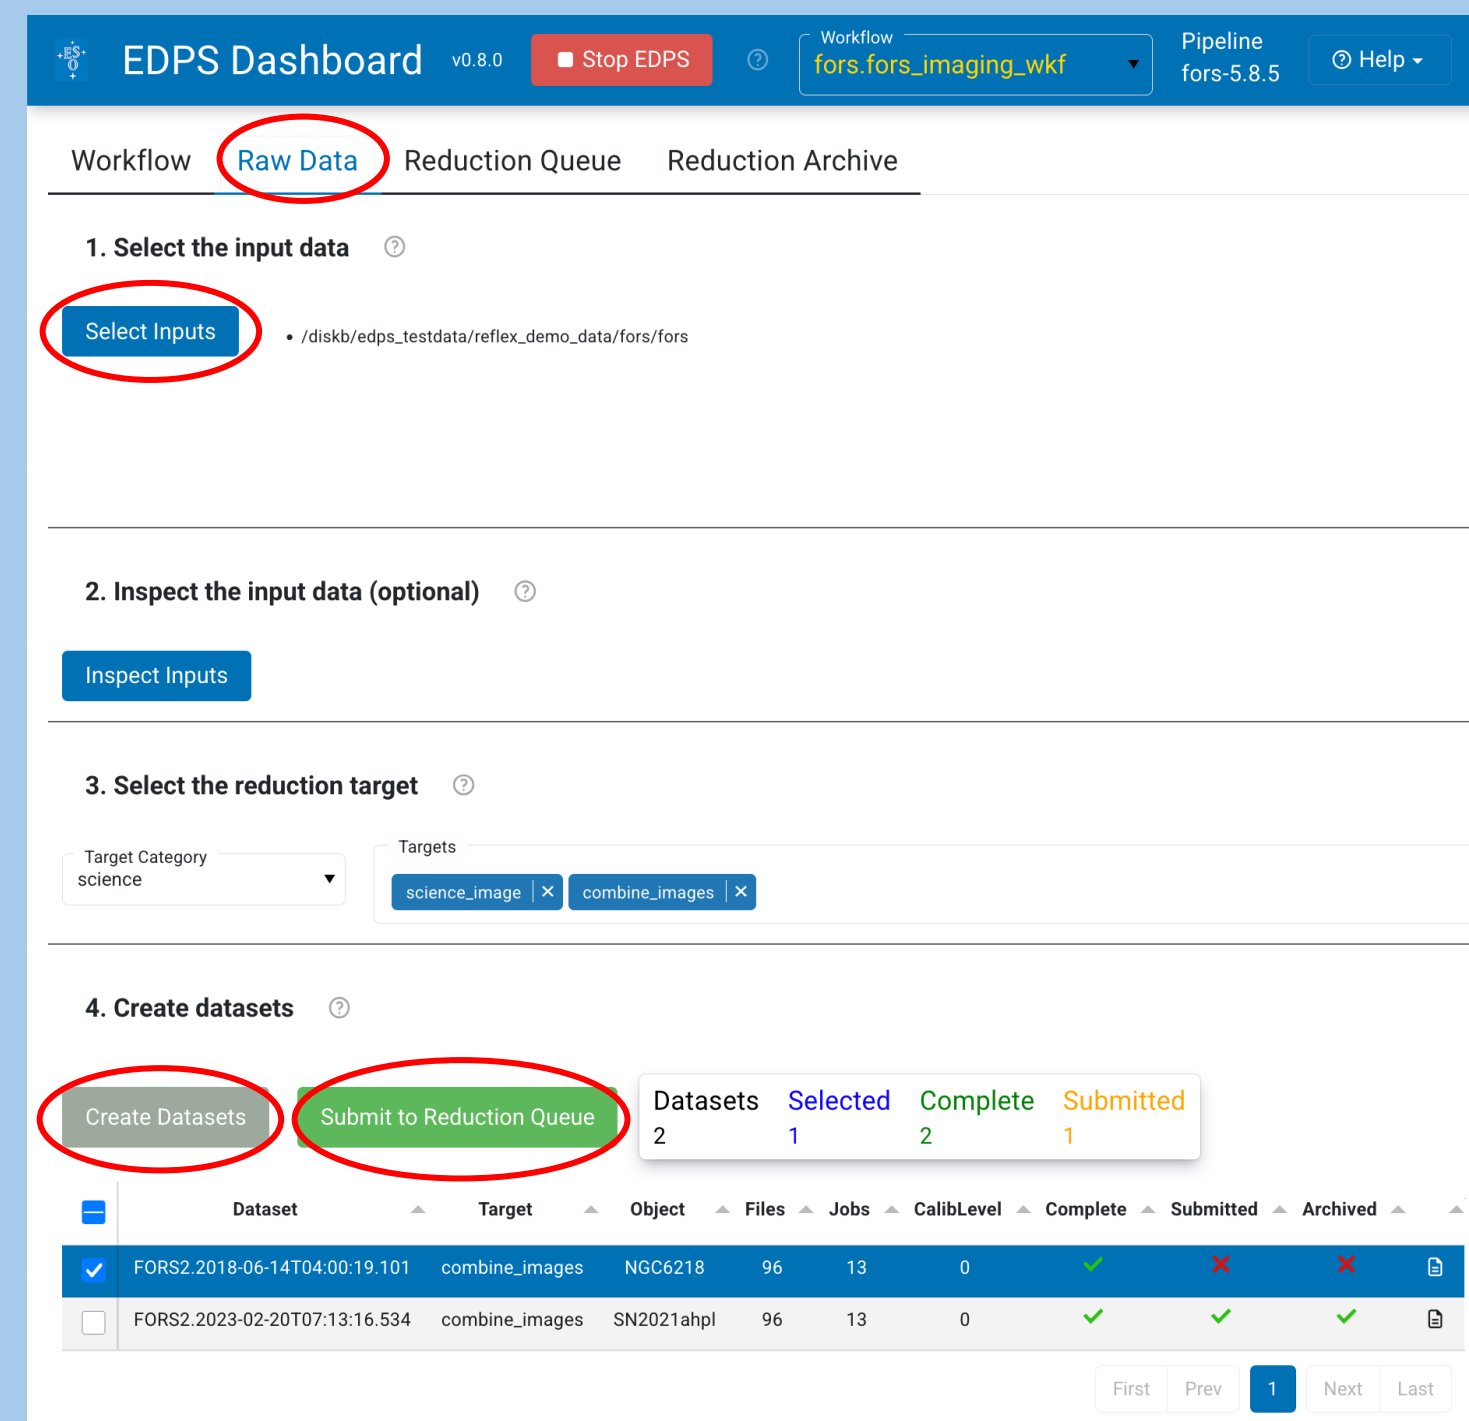 ESO EDPS Dashboard v0.8.0 Stop EDPS ? Workflow fors.fors_imaging_wkf Pipeline fors-5.8.5 ? Help
Workflow Raw Data Reduction Queue Reduction Archive
1. Select the input data ?
Select Inputs • /diskb/edps_testdata/reflex_demo_data/fors/fors
2. Inspect the input data (optional) ?
Inspect Inputs
3. Select the reduction target ?
Target Category
science
Targets
science_image × combine_images ×
4. Create datasets ?
Create Datasets Submit to Reduction Queue
Datasets Selected Complete Submitted
2 1 2 1
Dataset Target Object Files Jobs CalibLevel Complete Submitted Archived
FORS2.2018-06-14T04:00:19.101 combine_images NGC6218 96 13 0
FORS2.2023-02-20T07:13:16.534 combine_images SN2021ahpl 96 13 0
First Prev 1 Next Last